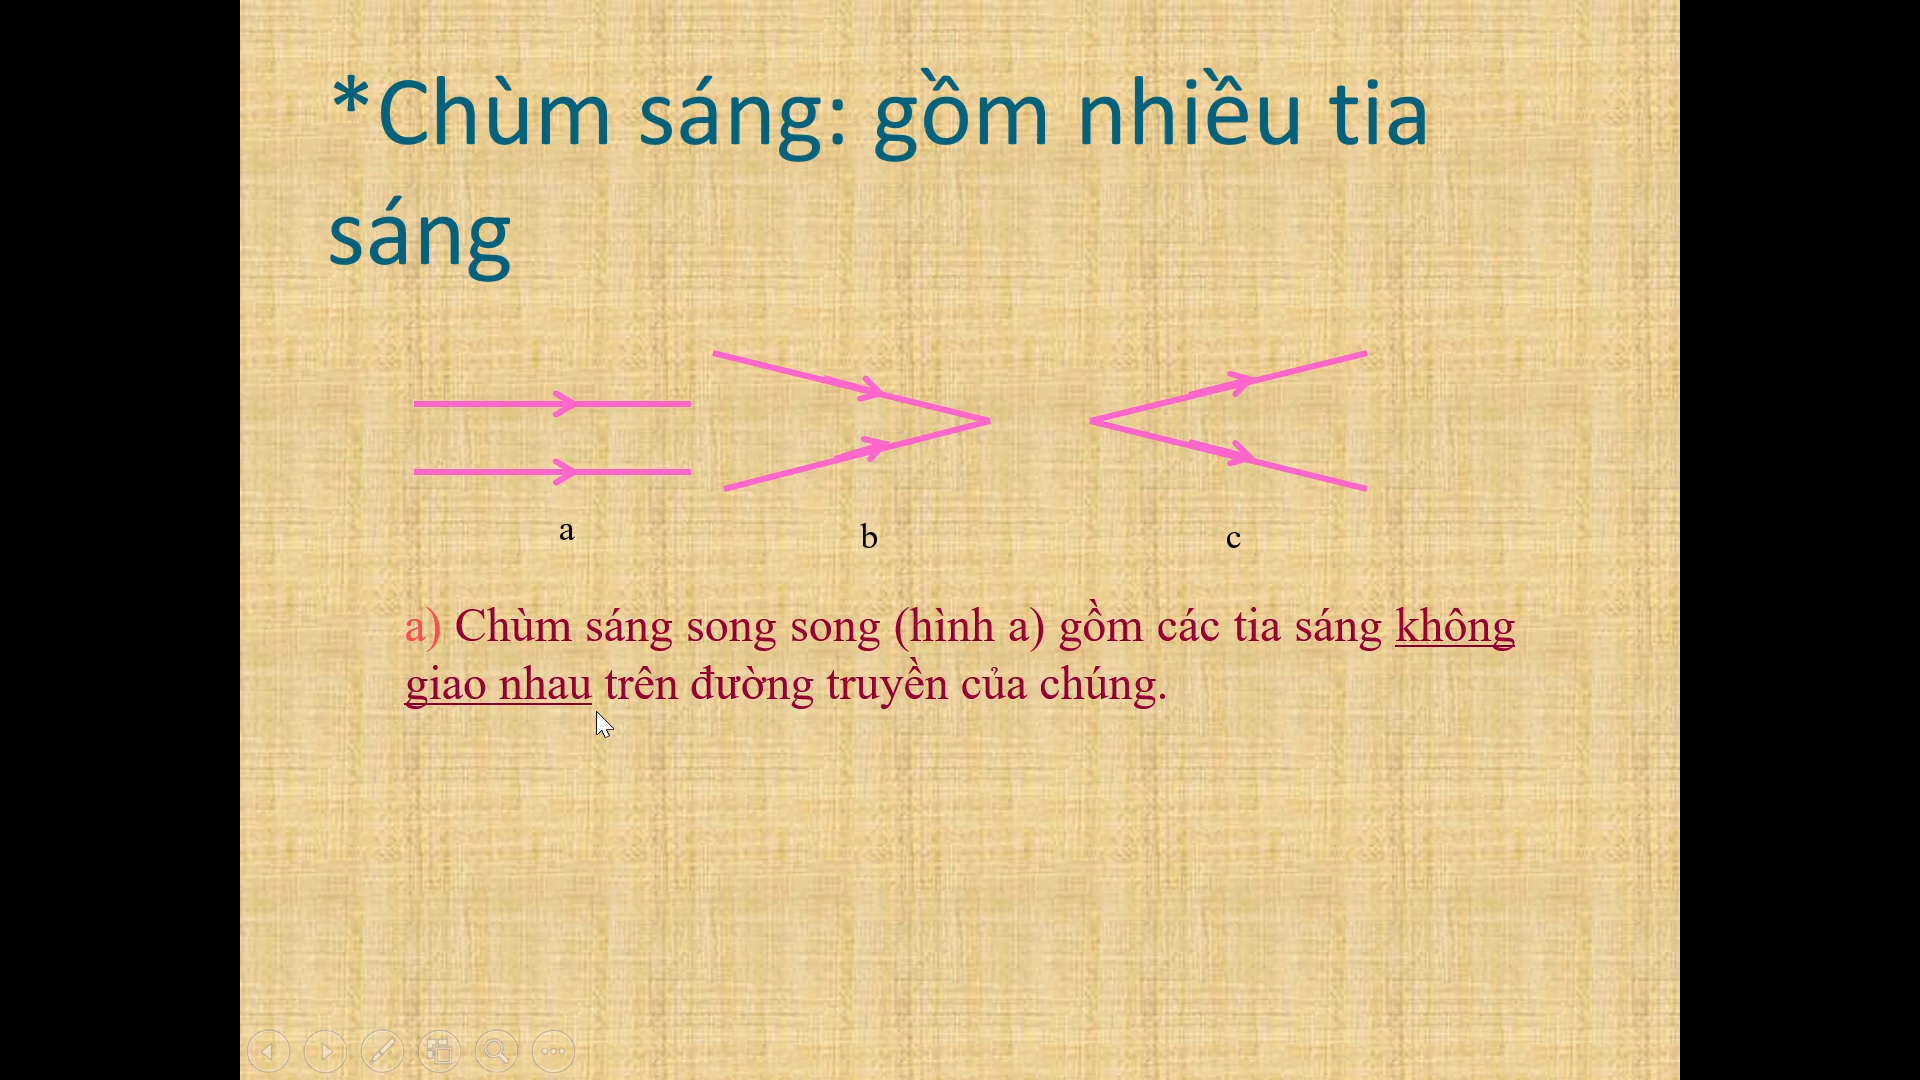 *Chùm sáng: gồm nhiều tia
sáng
a
b
c
a) Chùm sáng song song (hình a) gồm các tia sáng không
giao nhau trên đường truyền của chúng.